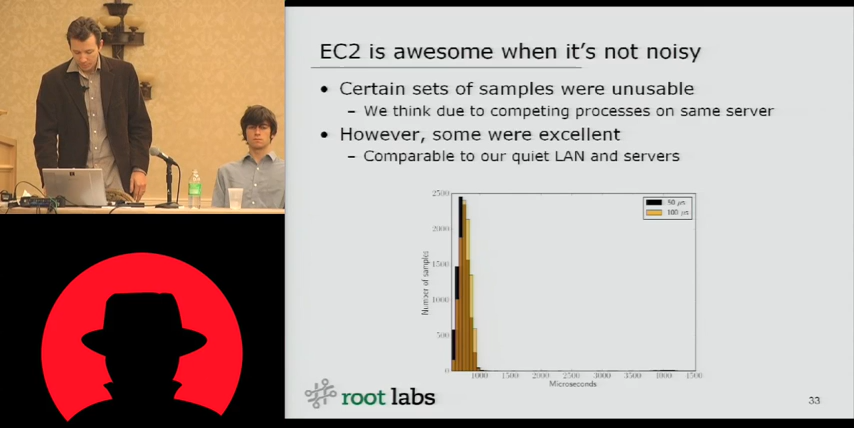 EC2 is awesome when it's not noisy
• Certain sets of samples were unusable
– We think due to competing processes on same server
• However, some were excellent
– Comparable to our quiet LAN and servers
2500
2000
1500
1000
500
0
Number of samples
50 µs
100 µs
1000 1500 2000 2500 3000 3500 4000 4500
Microseconds
root labs
33